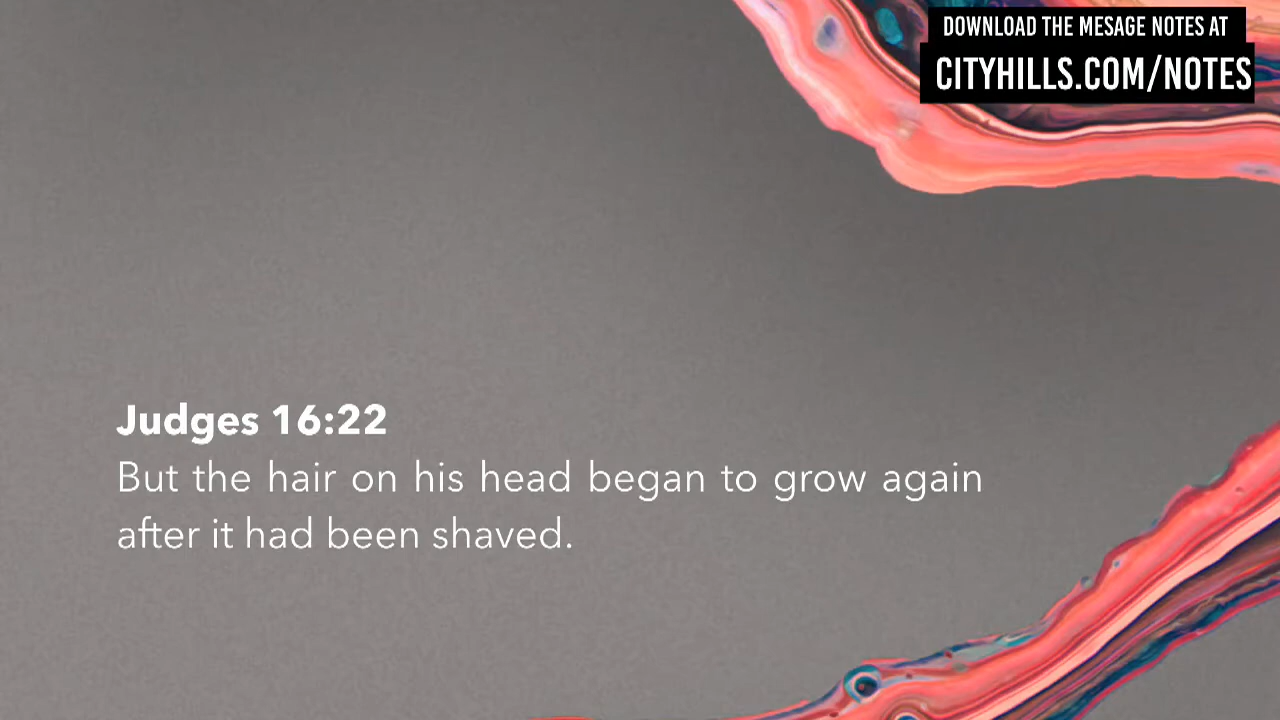 DOWNLOAD THE MESAGE NOTES AT
CITYHILLS.COM/NOTES
Judges 16:22
But the hair on his head began to grow again
after it had been shaved.